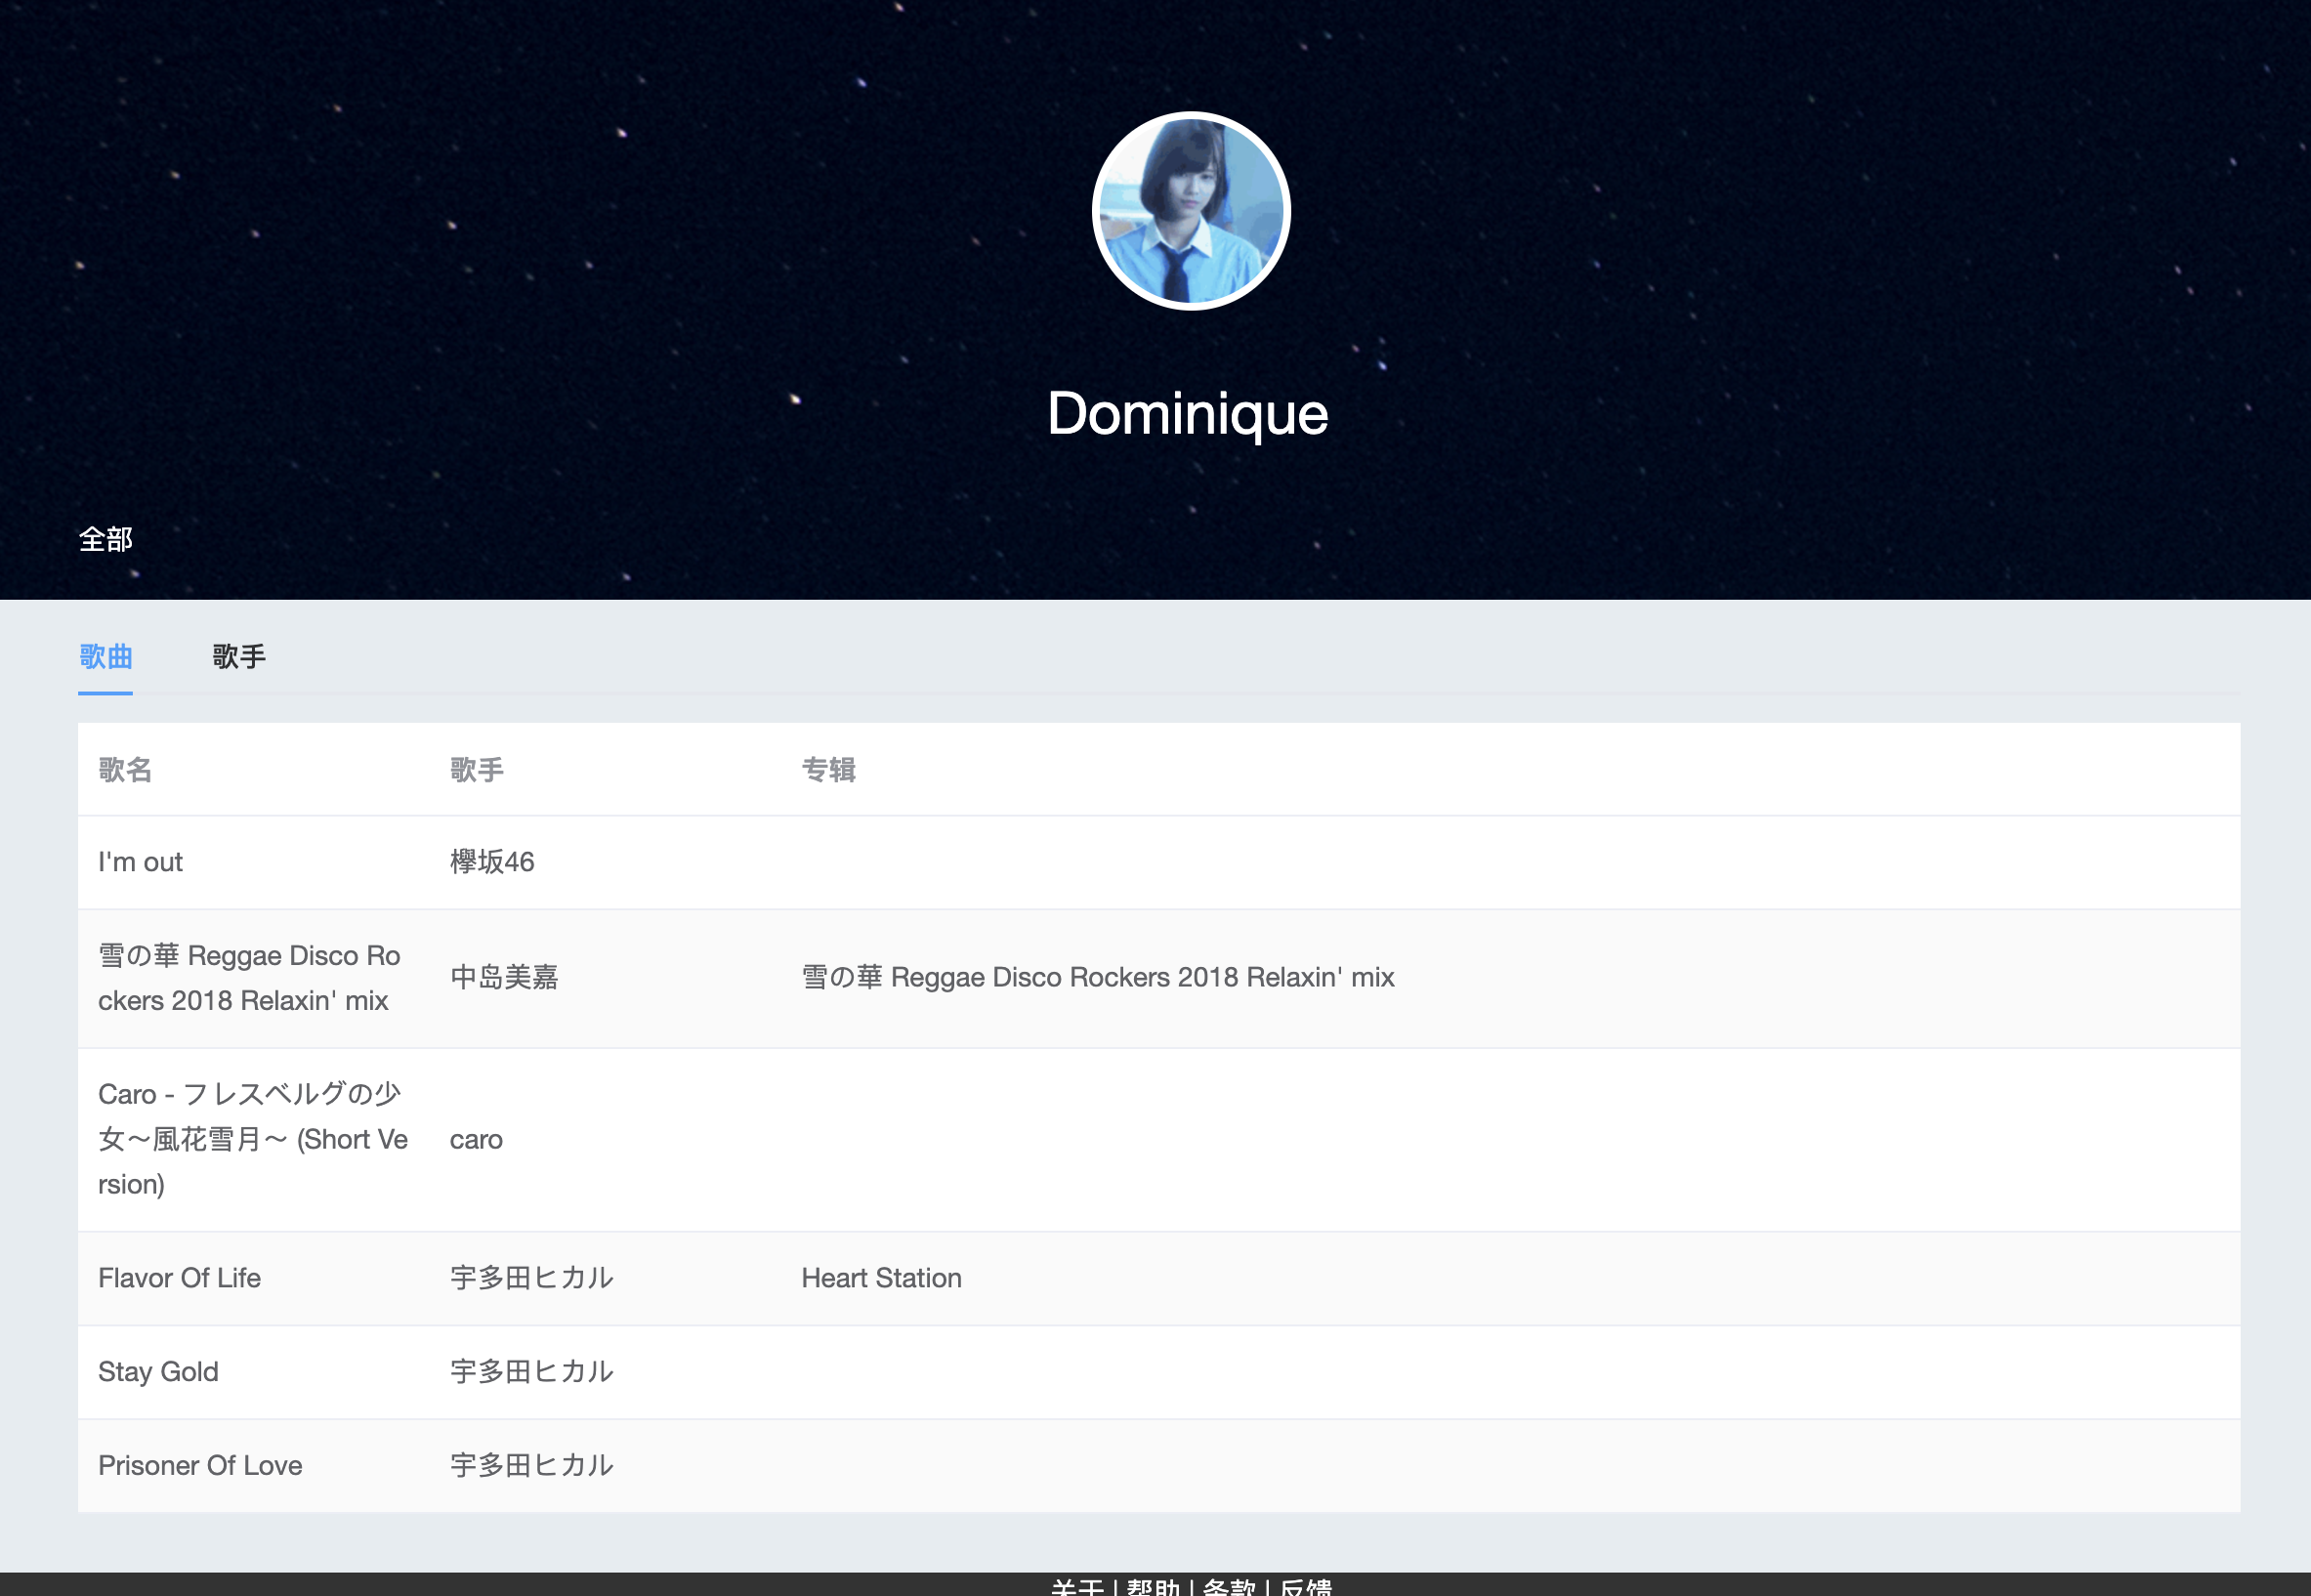 Dominique
全部
歌曲 歌手
歌名 歌手 专辑
I'm out 欅坂46
雪の華 Reggae Disco Ro
ckers 2018 Relaxin' mix
中岛美嘉
雪の華 Reggae Disco Rockers 2018 Relaxin' mix
Caro - フレスベルグの少
女～風花雪月～ (Short Ve
rsion)
caro
Flavor Of Life 宇多田ヒカル Heart Station
Stay Gold 宇多田ヒカル
Prisoner Of Love 宇多田ヒカル
关于 | 帮助 | 条款 | 反馈